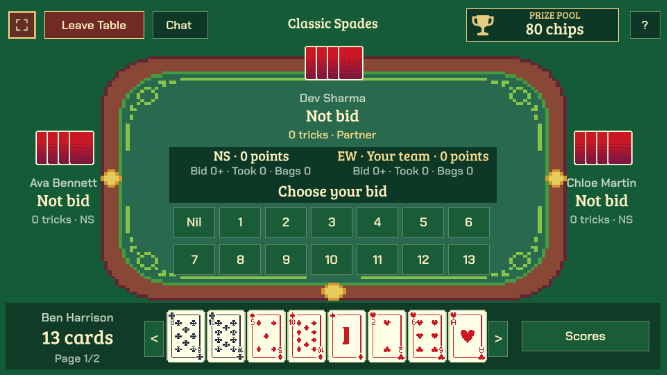 Leave Table
Chat
Classic Spades
PRIZE POOL
80 chips
?
Dev Sharma
Not bid
0 tricks · Partner
Ava Bennett
Not bid
0 tricks · NS
Chloe Martin
Not bid
0 tricks · NS
NS · 0 points
EW · Your team · 0 points
Bid 0+ · Took 0 · Bags 0
Bid 0+ · Took 0 · Bags 0
Choose your bid
Nil 1 2 3 4 5 6
7 8 9 10 11 12 13
Ben Harrison
13 cards
Page 1/2
<
>
Scores